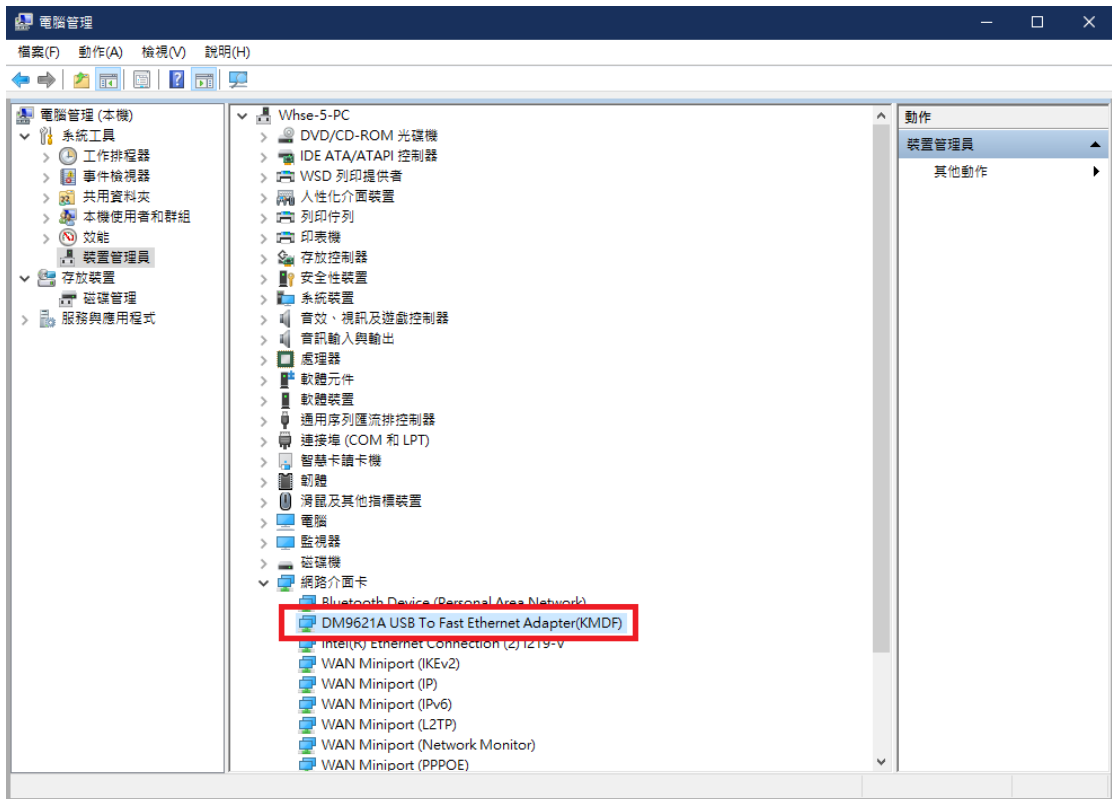 電腦管理
檔案(F) 動作(A) 檢視(V) 說明(H)
電腦管理 (本機)
系統工具
工作排程器
事件檢視器
共用資料夾
本機使用者和群組
效能
裝置管理員
存放裝置
磁碟管理
服務與應用程式
Whse-5-PC
DVD/CD-ROM 光碟機
IDE ATA/ATAPI 控制器
WSD 列印提供者
人性化介面裝置
列印佇列
印表機
存放控制器
安全性裝置
系統裝置
音效、視訊及遊戲控制器
音訊輸入與輸出
處理器
軟體元件
軟體裝置
通用序列匯流排控制器
連接埠 (COM 和 LPT)
智慧卡讀卡機
韌體
滑鼠及其他指標裝置
電腦
監視器
磁碟機
網路介面卡
Bluetooth Device (Personal Area Network)
DM9621A USB To Fast Ethernet Adapter(KMDF)
Intel(R) Ethernet Connection (2) I219-V
WAN Miniport (IKEv2)
WAN Miniport (IP)
WAN Miniport (IPv6)
WAN Miniport (L2TP)
WAN Miniport (Network Monitor)
WAN Miniport (PPPOE)
動作
裝置管理員
其他動作